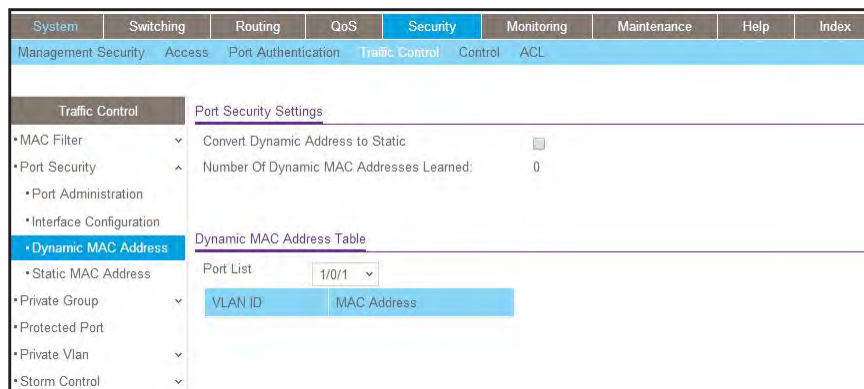 System Switching Routing QoS Security Monitoring Maintenance Help Index
Management Security Access Port Authentication Traffic Control Control ACL
Traffic Control
• MAC Filter
• Port Security
• Port Administration
• Interface Configuration
• Dynamic MAC Address
• Static MAC Address
• Private Group
• Protected Port
• Private Vlan
• Storm Control
Port Security Settings
Convert Dynamic Address to Static
Number Of Dynamic MAC Addresses Learned: 0
Dynamic MAC Address Table
Port List 1/0/1
VLAN ID MAC Address